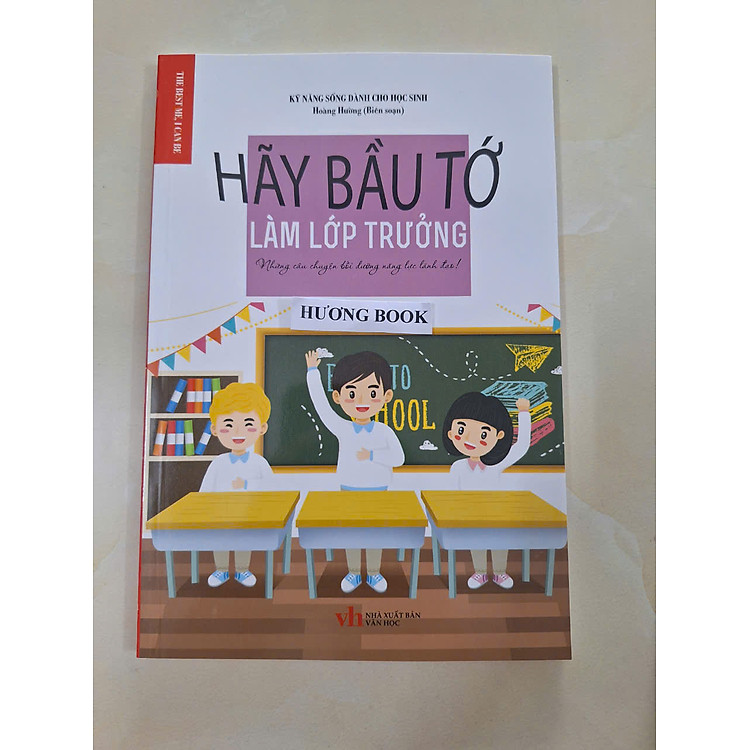 THE BEST ME, I CAN BE
KỸ NĂNG SỐNG DÀNH CHO HỌC SINH
Hoàng Hường (Biên soạn)
HÃY BẦU TỚ
LÀM LỚP TRƯỞNG
Những câu chuyện bồi dưỡng năng lực lãnh đạo!
HƯƠNG BOOK
TO
HOOL
vh NHÀ XUẤT BẢN
VĂN HỌC